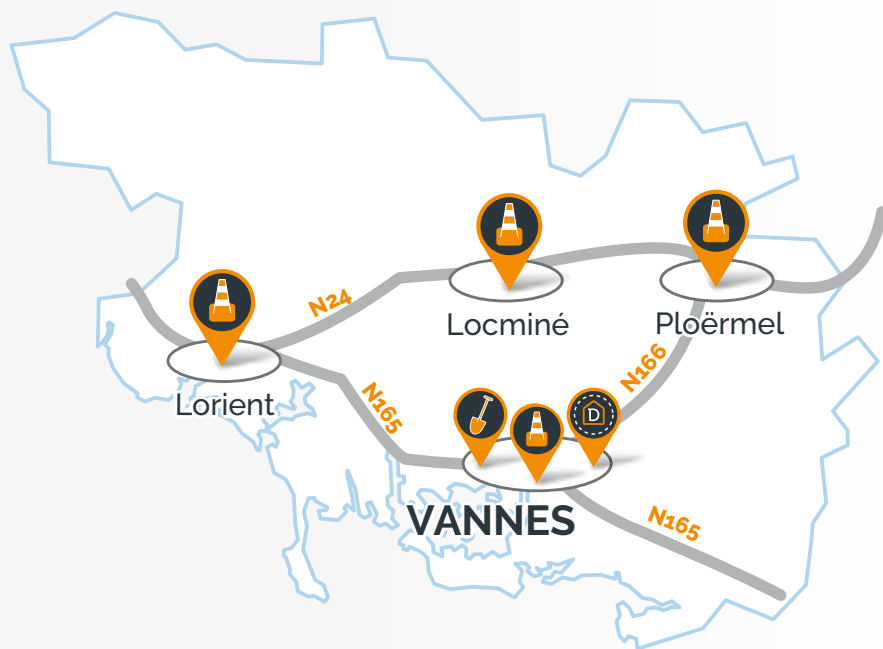 N24
Locminé
Ploërmel
N166
Lorient
N165
D
VANNES
N165